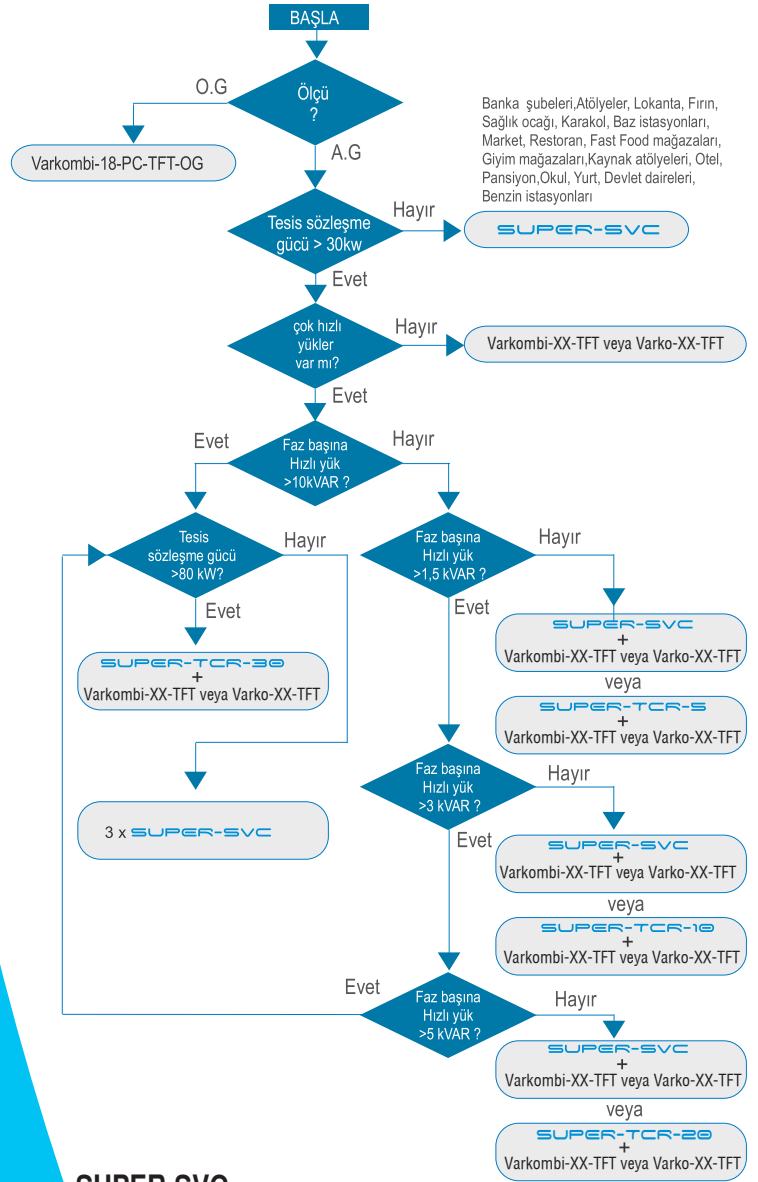 BAŞLA
O.G
Ölçü
?
Varkombi-18-PC-TFT-OG
A.G
Banka şubeleri,Atölyeler, Lokanta, Fırın,
Sağlık ocağı, Karakol, Baz istasyonları,
Market, Restoran, Fast Food mağazaları,
Giyim mağazaları,Kaynak atölyeleri, Otel,
Pansiyon,Okul, Yurt, Devlet daireleri,
Benzin istasyonları
Tesis sözleşme
gücü > 30kw
Hayır
SUPER-SVC
Evet
çok hızlı
yükler
var mı?
Hayır
Varkombi-XX-TFT veya Varko-XX-TFT
Evet
Evet
Faz başına
Hızlı yük
>10kVAR ?
Hayır
Tesis
sözleşme gücü
>80 kW?
Hayır
Evet
SUPER-TCR-30
+
Varkombi-XX-TFT veya Varko-XX-TFT
3 x SUPER-SVC
Faz başına
Hızlı yük
>1,5 kVAR ?
Hayır
Evet
SUPER-SVC
+
Varkombi-XX-TFT veya Varko-XX-TFT
veya
SUPER-TCR-5
+
Varkombi-XX-TFT veya Varko-XX-TFT
Faz başına
Hızlı yük
>3 kVAR ?
Hayır
Evet
SUPER-SVC
+
Varkombi-XX-TFT veya Varko-XX-TFT
veya
SUPER-TCR-10
+
Varkombi-XX-TFT veya Varko-XX-TFT
Evet
Faz başına
Hızlı yük
>5 kVAR ?
Hayır
SUPER-SVC
+
Varkombi-XX-TFT veya Varko-XX-TFT
veya
SUPER-TCR-20
+
Varkombi-XX-TFT veya Varko-XX-TFT
SUPER SVC